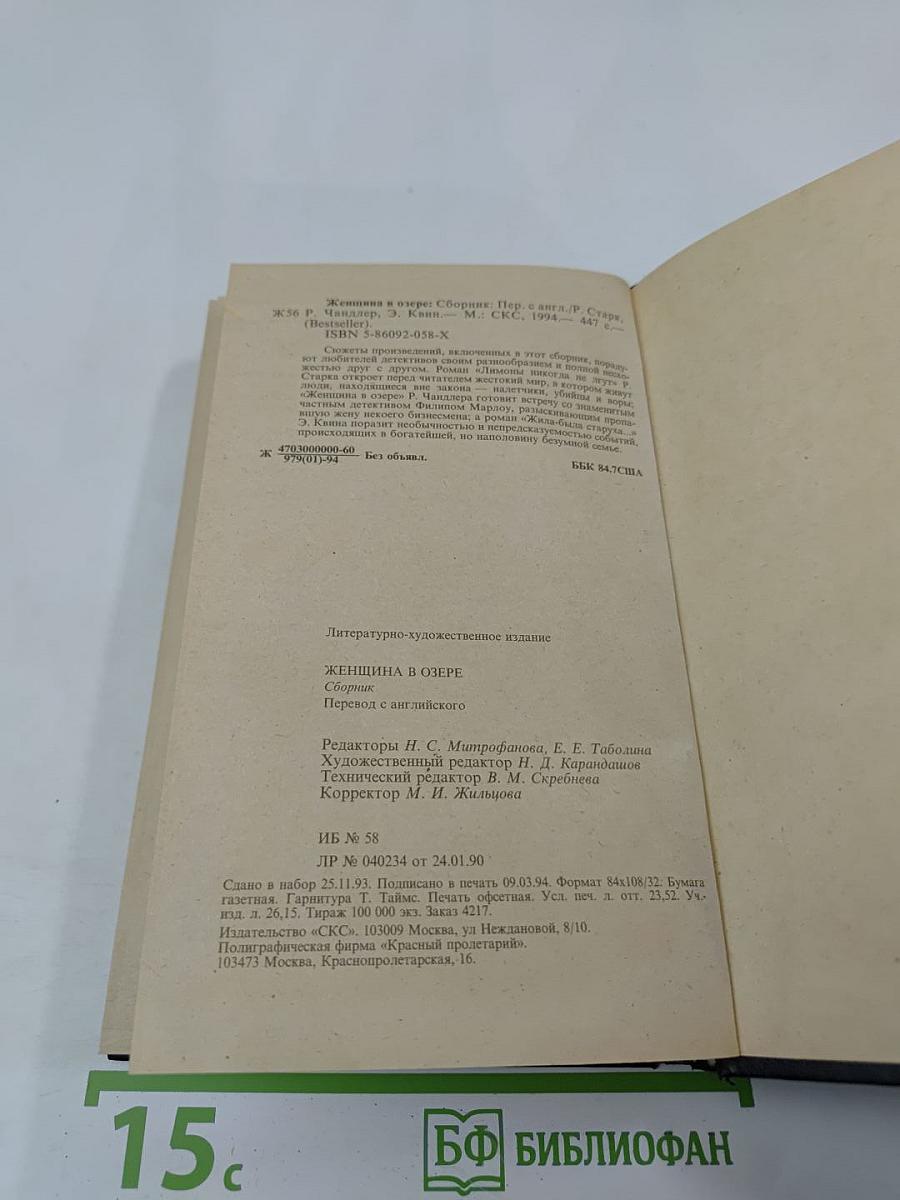 Женщина в озере: Сборник: Пер. с англ./Р. Старк,
Ж56 Р. Чандлер, Э. Квин.— М.: СКС, 1994.— 447 с.—
(Bestseller).
ISBN 5-86092-058-X
Сюжеты произведений, включенных в этот сборник, пораду-
ют любителей детективов своим разнообразием и полной несхо-
жестью друг с другом. Роман «Лимоны никогда не лгут» Р.
Старка откроет перед читателем жестокий мир, в котором живут
люди, находящиеся вне закона — налетчики, убийцы и воры;
«Женщина в озере» Р. Чандлера готовит встречу со знаменитым
частным детективом Филипом Марлоу, разыскивающим пропа-
вшую жену некоего бизнесмена; а роман «Жила-была старуха...»
Э. Квина поразит необычностью и непредсказуемостью событий,
происходящих в богатейшей, но наполовину безумной семье.
Ж 4703000000-60 Без объявл.
979(01)-94
ББК 84.7США
Литературно-художественное издание
ЖЕНЩИНА В ОЗЕРЕ
Сборник
Перевод с английского
Редакторы Н. С. Митрофанова, Е. Е. Таболина
Художественный редактор Н. Д. Карандашов
Технический редактор В. М. Скребнева
Корректор М. И. Жильцова
ИБ № 58
ЛР № 040234 от 24.01.90
Сдано в набор 25.11.93. Подписано в печать 09.03.94. Формат 84x108/32. Бумага
газетная. Гарнитура Т. Таймс. Печать офсетная. Усл. печ. л. отт. 23,52. Уч.-
изд. л. 26,15. Тираж 100 000 экз. Заказ 4217.
Издательство «СКС». 103009 Москва, ул Неждановой, 8/10.
Полиграфическая фирма «Красный пролетарий».
103473 Москва, Краснопролетарская, 16.
15 с
БФ БИБЛИОФАН